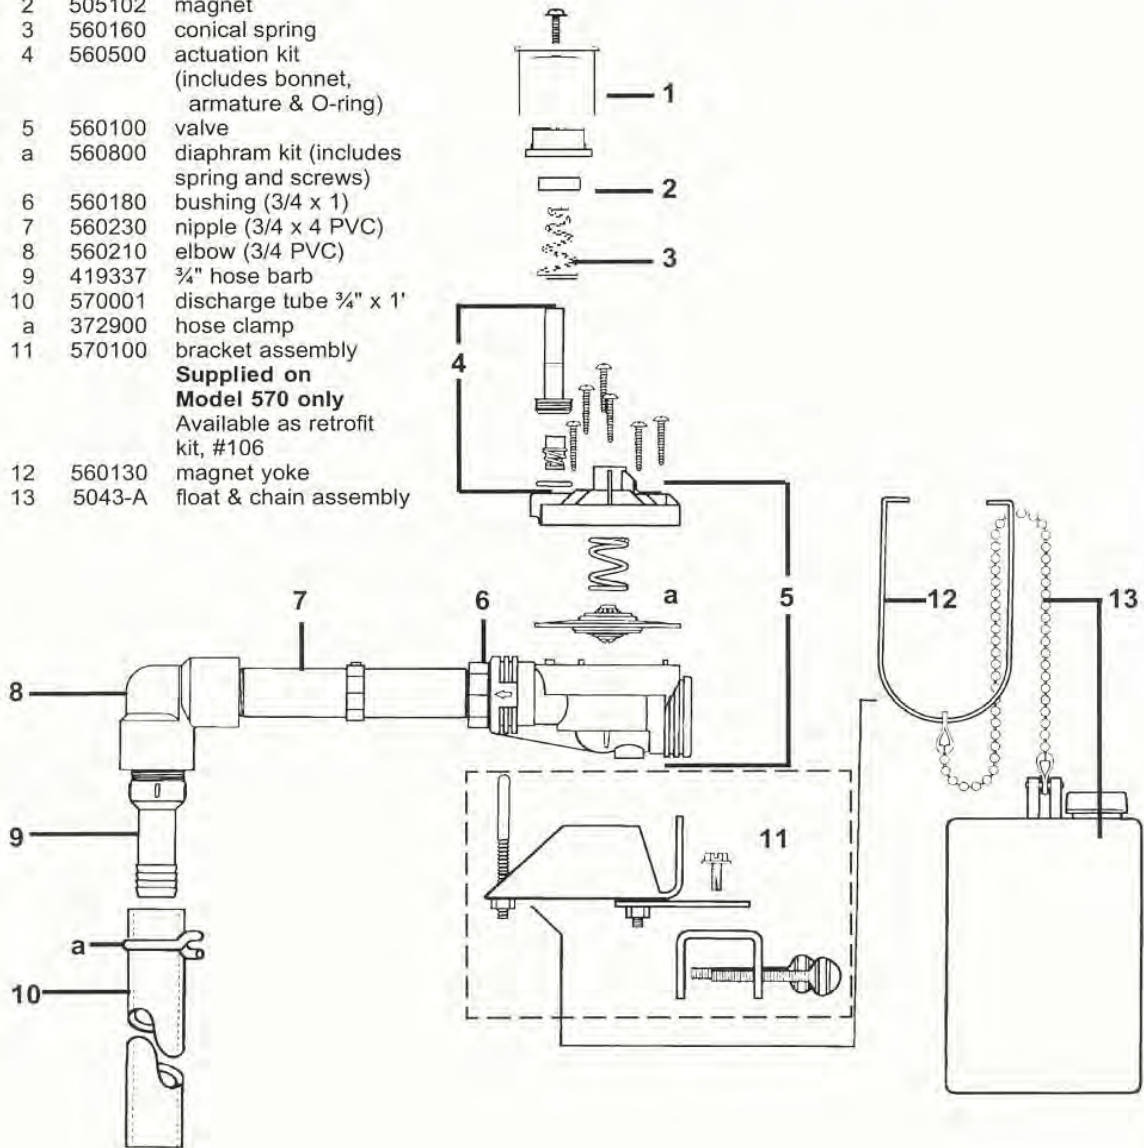 2 505102 magnet
3 560160 conical spring
4 560500 actuation kit
(includes bonnet,
armature & O-ring)
5 560100 valve
a 560800 diaphram kit (includes
spring and screws)
6 560180 bushing (3/4 x 1)
7 560230 nipple (3/4 x 4 PVC)
8 560210 elbow (3/4 PVC)
9 419337 ¾" hose barb
10 570001 discharge tube ¾" x 1'
a 372900 hose clamp
11 570100 bracket assembly
Supplied on
Model 570 only
Available as retrofit
kit, #106
12 560130 magnet yoke
13 5043-A float & chain assembly
1
2
3
4
a
5
12
13
7
6
8
9
11
a
10